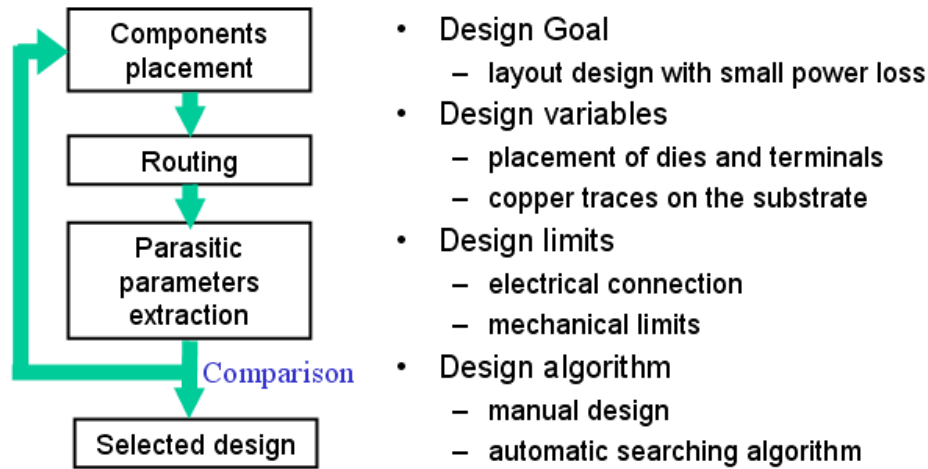 Components
placement
Routing
Parasitic
parameters
extraction
Comparison
Selected design
• Design Goal
– layout design with small power loss
• Design variables
– placement of dies and terminals
– copper traces on the substrate
• Design limits
– electrical connection
– mechanical limits
• Design algorithm
– manual design
– automatic searching algorithm